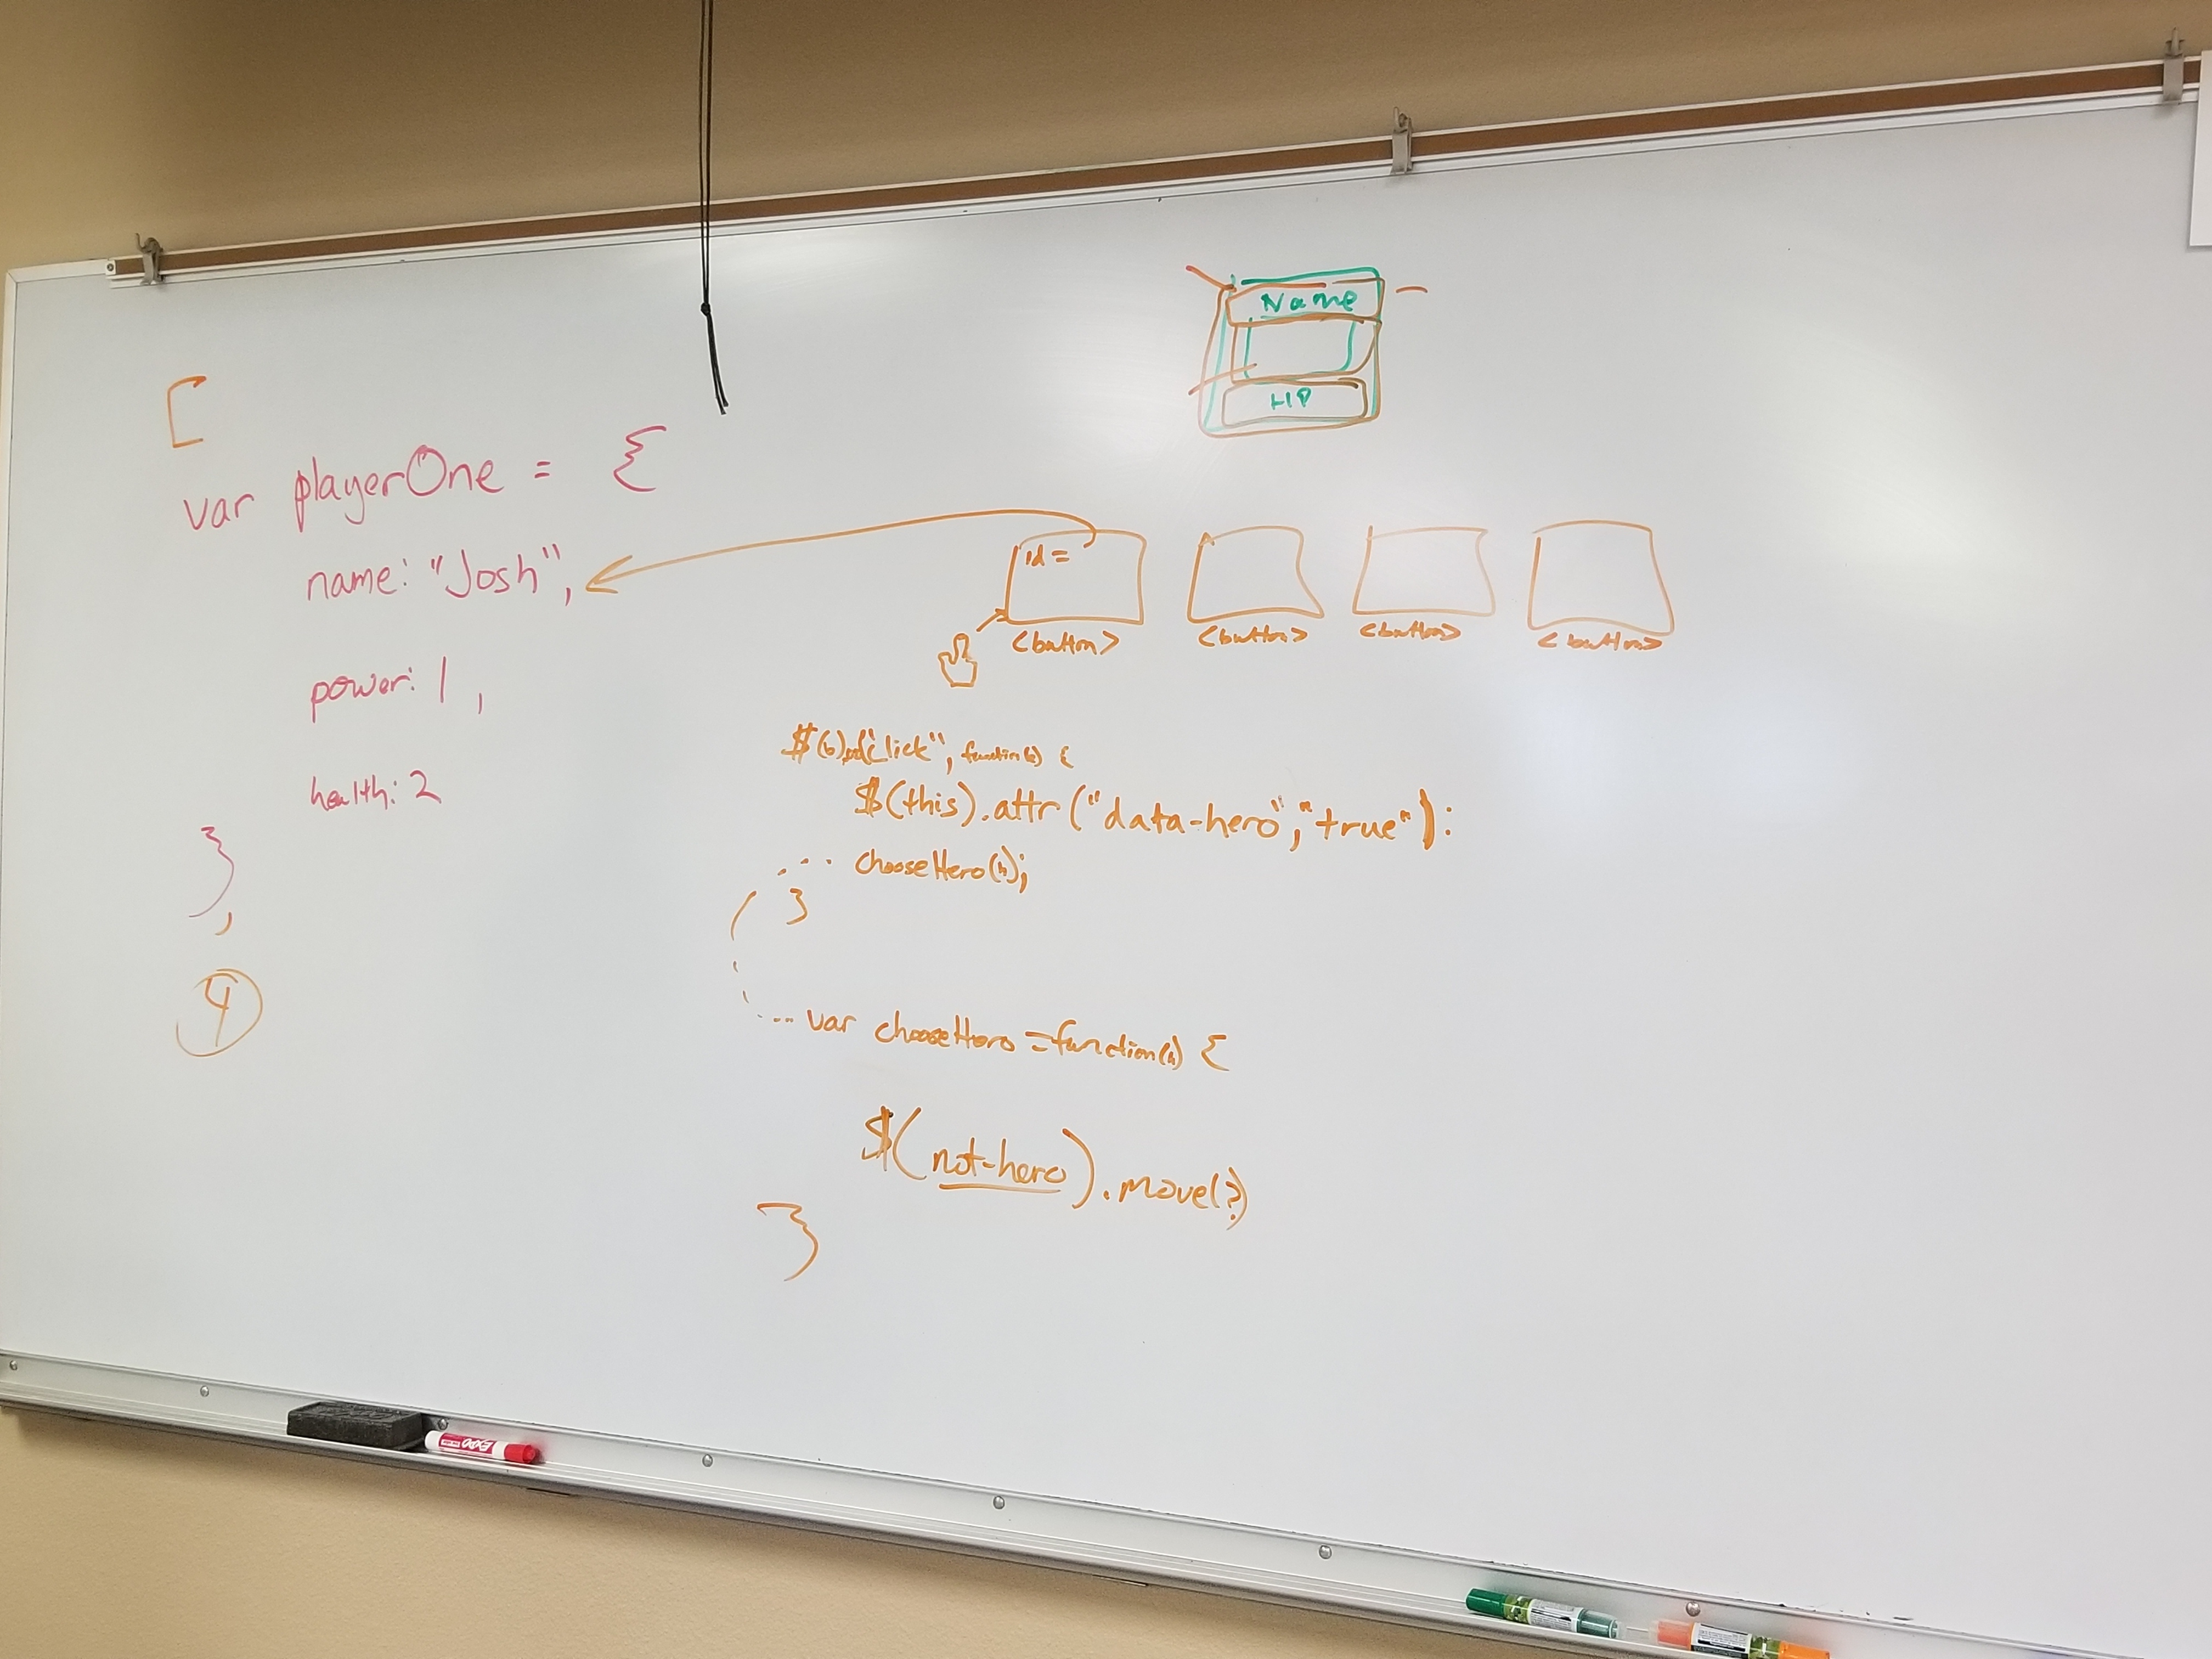 [
var playerOne = {
name: "Josh",
power: 1,
health: 2
}
,
4
Name
HP
id=
<button> <button> <button> <button>
$(b).on("click", function(e) {
$(this).attr("data-hero","true"):
chooseHero(h);
}
var chooseHero = function(h) {
$(not-hero).move(?)
}
EXPO